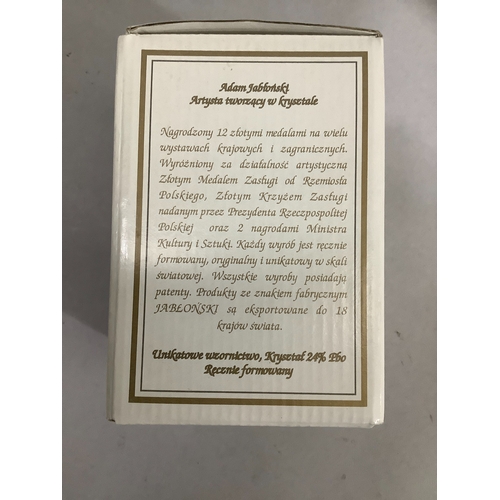 Adam Jabłoński
Artysta tworzący w krysztale
Nagrodzony 12 złotymi medalami na wielu
wystawach krajowych i zagranicznych.
Wyróżniony za działalność artystyczną
Złotym Medalem Zasługi od Rzemiosła
Polskiego, Złotym Krzyżem Zasługi
nadanym przez Prezydenta Rzeczpospolitej
Polskiej oraz 2 nagrodami Ministra
Kultury i Sztuki. Każdy wyrób jest ręcznie
formowany, oryginalny i unikatowy w skali
światowej. Wszystkie wyroby posiadają
patenty. Produkty ze znakiem fabrycznym
JABŁOŃSKI są eksportowane do 18
krajów świata.
Unikatowe wzornictwo, Kryształ 24% Pbo
Ręcznie formowany